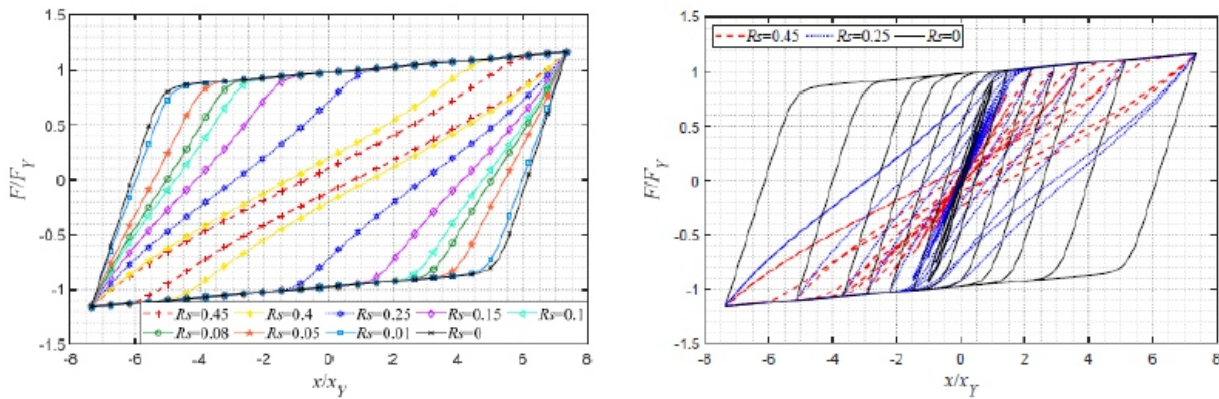 1.5
1
0.5
0
-0.5
-1
-1.5
F/F_Y
Rs=0.45 Rs=0.4 Rs=0.25 Rs=0.15 Rs=0.1
Rs=0.08 Rs=0.05 Rs=0.01 Rs=0
-8 -6 -4 -2 0 2 4 6 8
x/x_Y
1.5
1
0.5
0
-0.5
-1
-1.5
F/F_Y
Rs=0.45 Rs=0.25 Rs=0
-8 -6 -4 -2 0 2 4 6 8
x/x_Y